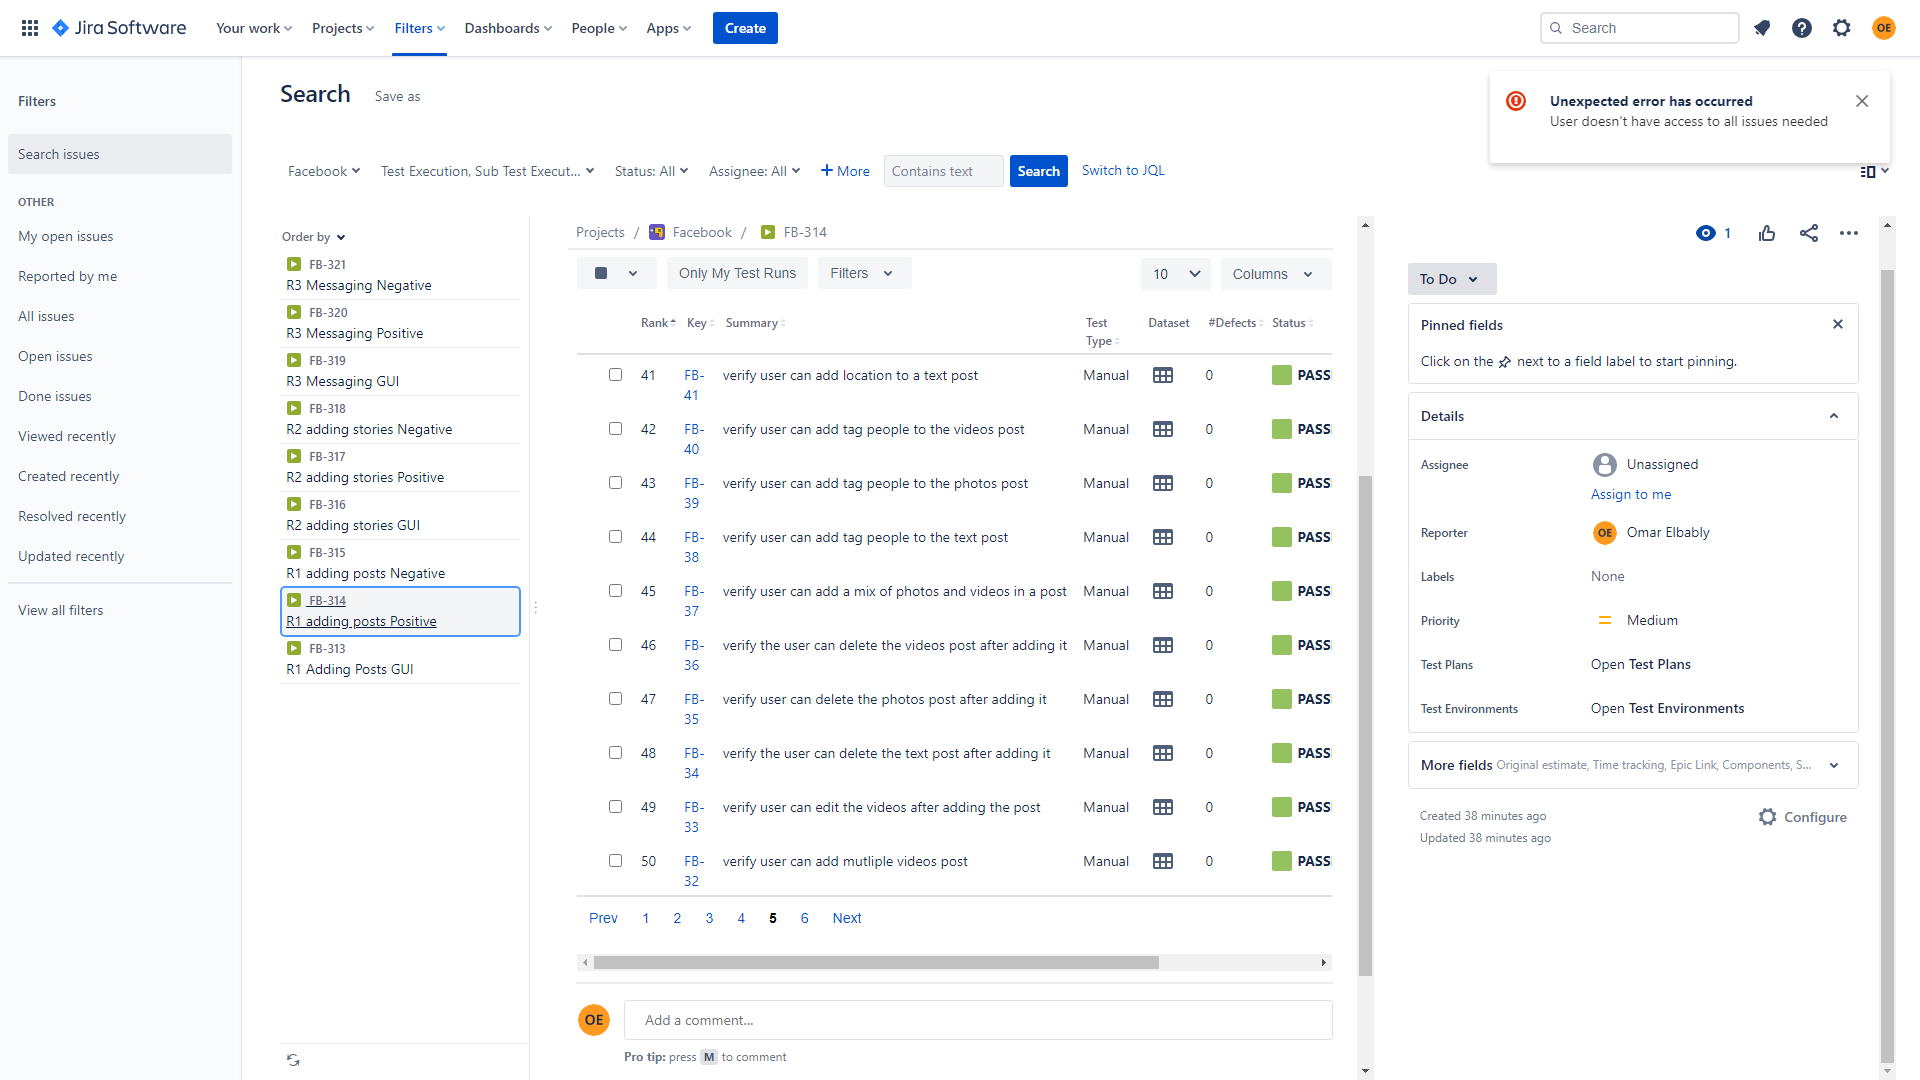 Jira Software
Your work
Projects
Filters
Dashboards
People
Apps
Create
Search
OE
Filters
Search issues
OTHER
My open issues
Reported by me
All issues
Open issues
Done issues
Viewed recently
Created recently
Resolved recently
Updated recently
View all filters
Search
Save as
Unexpected error has occurred
User doesn't have access to all issues needed
Facebook
Test Execution, Sub Test Execut...
Status: All
Assignee: All
More
Contains text
Search
Switch to JQL
Order by
FB-321
R3 Messaging Negative
FB-320
R3 Messaging Positive
FB-319
R3 Messaging GUI
FB-318
R2 adding stories Negative
FB-317
R2 adding stories Positive
FB-316
R2 adding stories GUI
FB-315
R1 adding posts Negative
FB-314
R1 adding posts Positive
FB-313
R1 Adding Posts GUI
Projects / Facebook / FB-314
Only My Test Runs
Filters
10
Columns
Rank Key Summary Test Type Dataset #Defects Status
41 FB-41 verify user can add location to a text post Manual 0 PASS
42 FB-40 verify user can add tag people to the videos post Manual 0 PASS
43 FB-39 verify user can add tag people to the photos post Manual 0 PASS
44 FB-38 verify user can add tag people to the text post Manual 0 PASS
45 FB-37 verify user can add a mix of photos and videos in a post Manual 0 PASS
46 FB-36 verify the user can delete the videos post after adding it Manual 0 PASS
47 FB-35 verify user can delete the photos post after adding it Manual 0 PASS
48 FB-34 verify the user can delete the text post after adding it Manual 0 PASS
49 FB-33 verify user can edit the videos after adding the post Manual 0 PASS
50 FB-32 verify user can add mutliple videos post Manual 0 PASS
Prev 1 2 3 4 5 6 Next
OE
Add a comment...
Pro tip: press M to comment
1
To Do
Pinned fields
Click on the next to a field label to start pinning.
Details
Assignee
Unassigned
Assign to me
Reporter
OE Omar Elbably
Labels
None
Priority
Medium
Test Plans
Open Test Plans
Test Environments
Open Test Environments
More fields Original estimate, Time tracking, Epic Link, Components, S...
Created 38 minutes ago
Updated 38 minutes ago
Configure